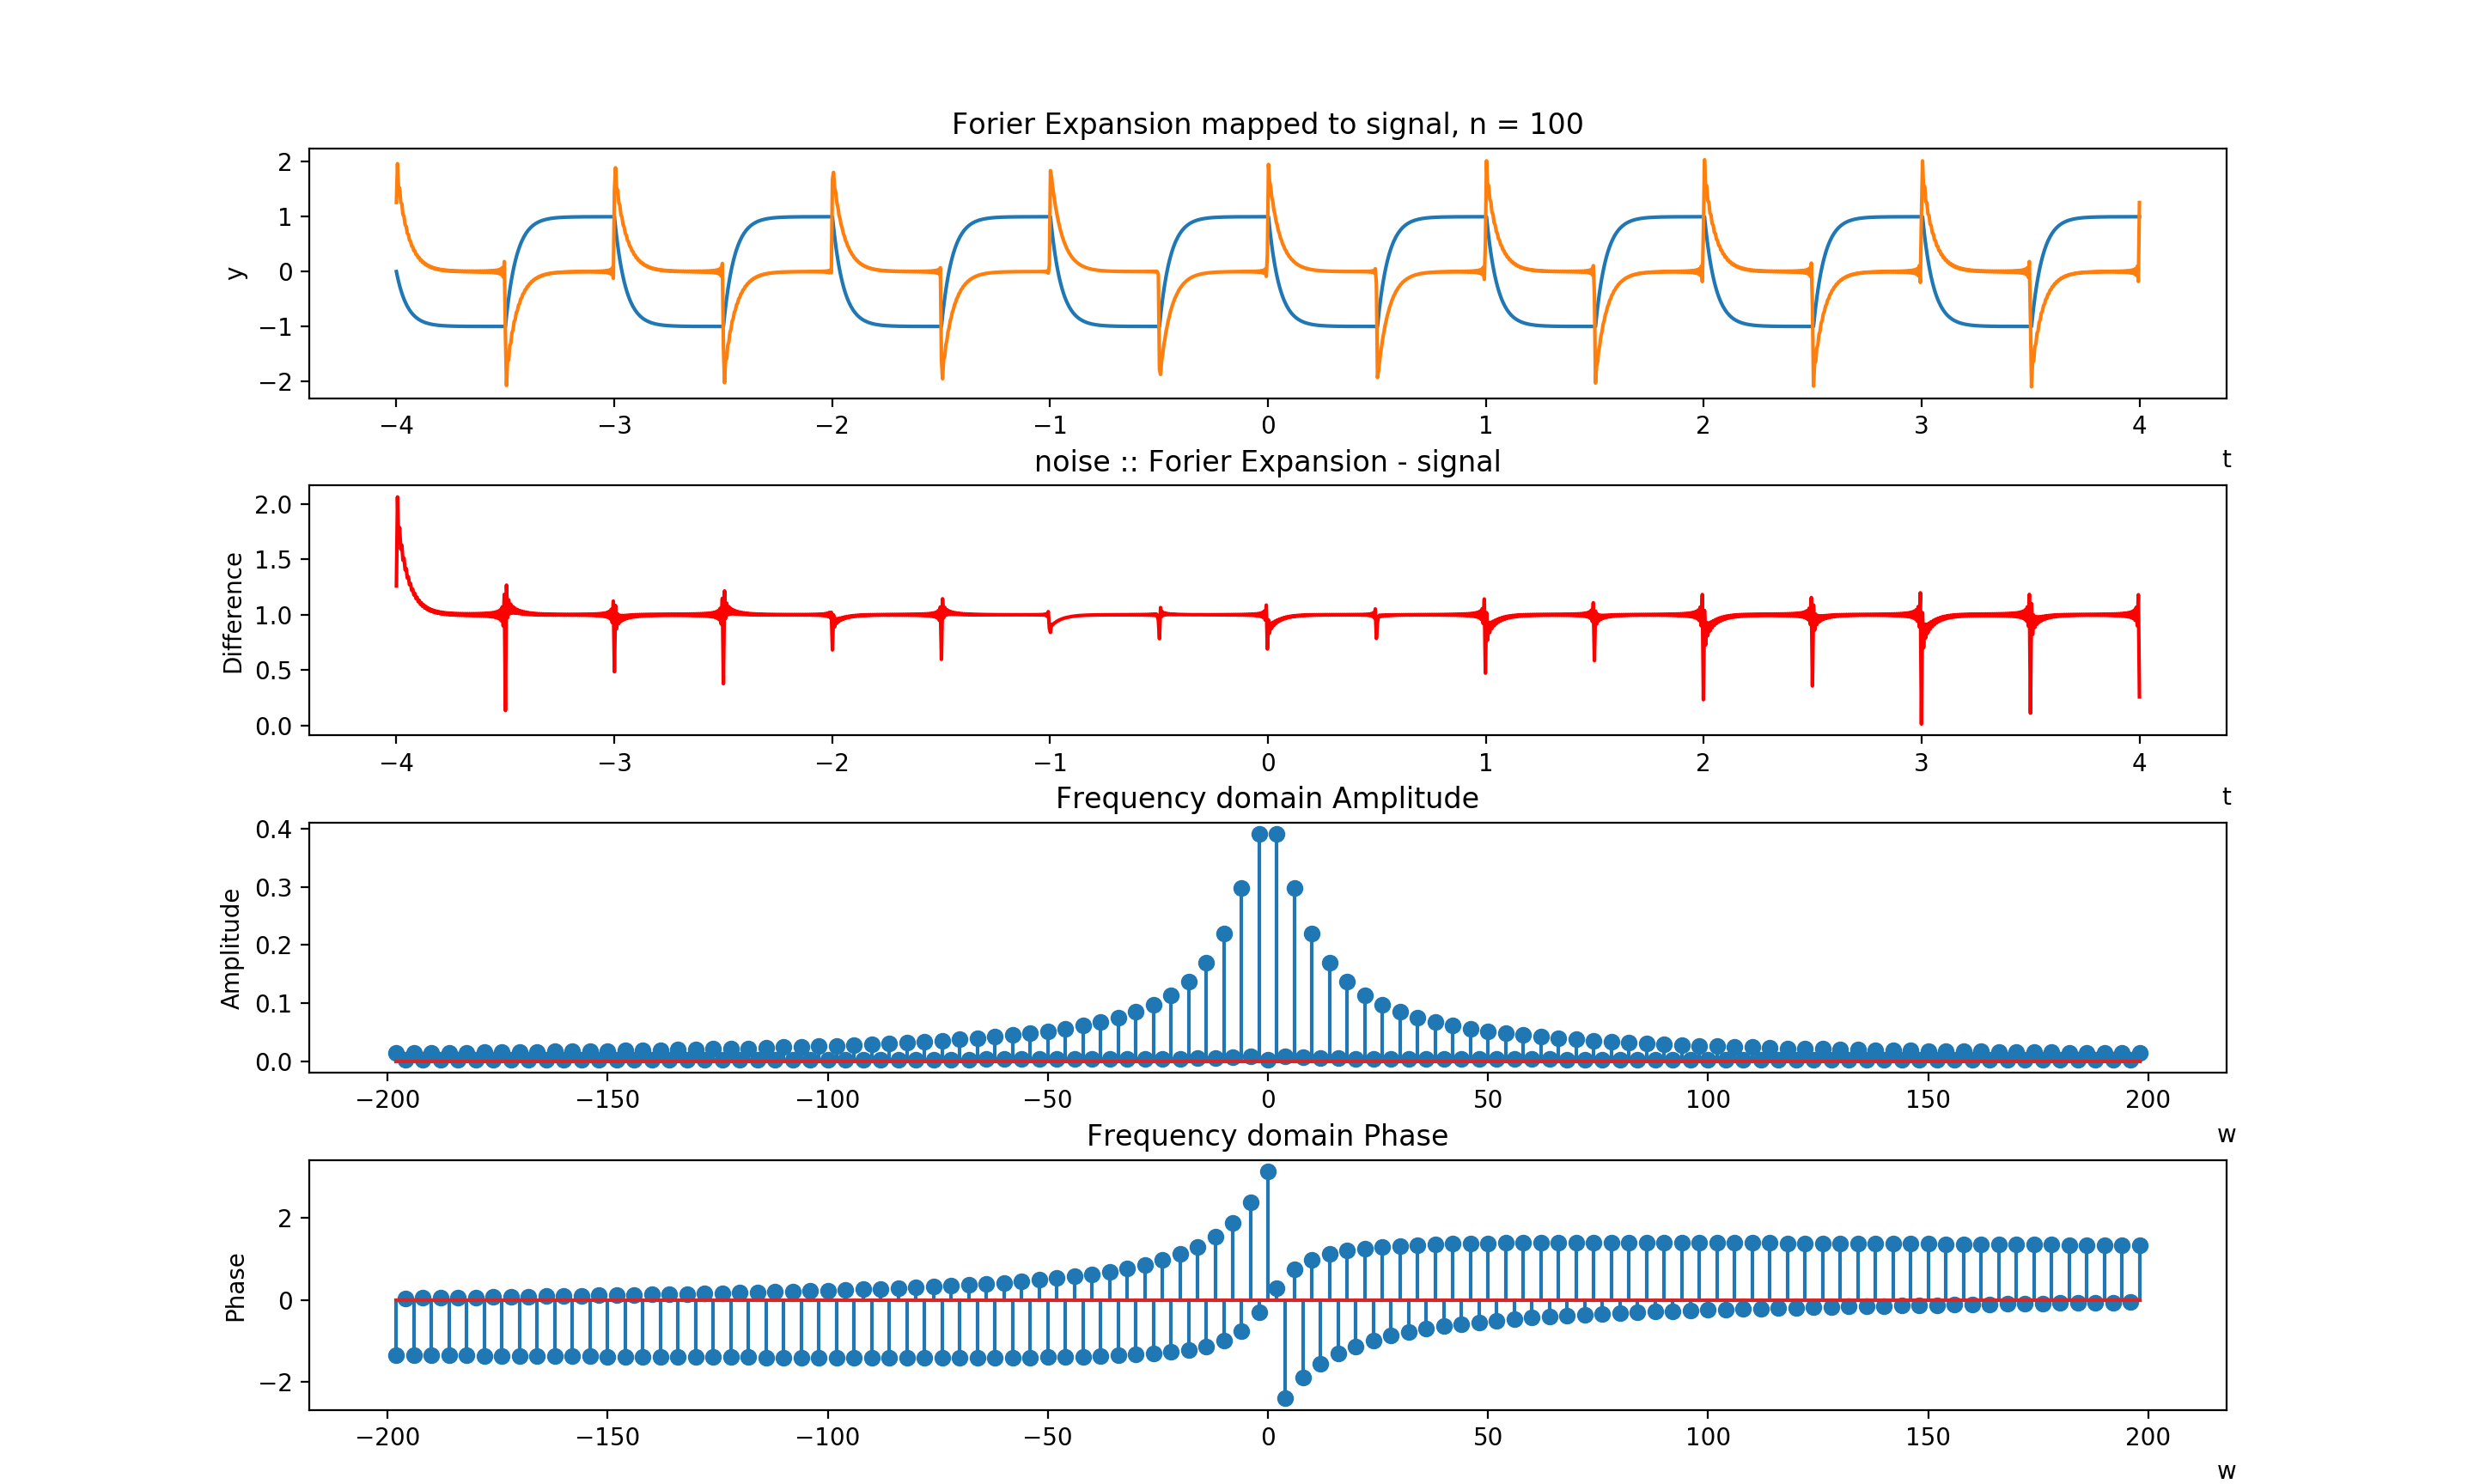 Forier Expansion mapped to signal, n = 100
2
1
0
−1
−2
y
−4 −3 −2 −1 0 1 2 3 4
t
noise :: Forier Expansion - signal
2.0
1.5
1.0
0.5
0.0
Difference
−4 −3 −2 −1 0 1 2 3 4
t
Frequency domain Amplitude
0.4
0.3
0.2
0.1
0.0
Amplitude
−200 −150 −100 −50 0 50 100 150 200
w
Frequency domain Phase
2
0
−2
Phase
−200 −150 −100 −50 0 50 100 150 200
w